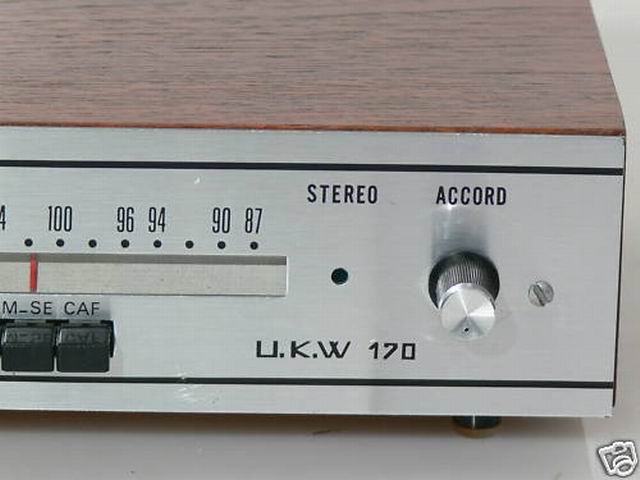 STEREO ACCORD
4 100 96 94 90 87
M-SE CAF
U.K.W 170